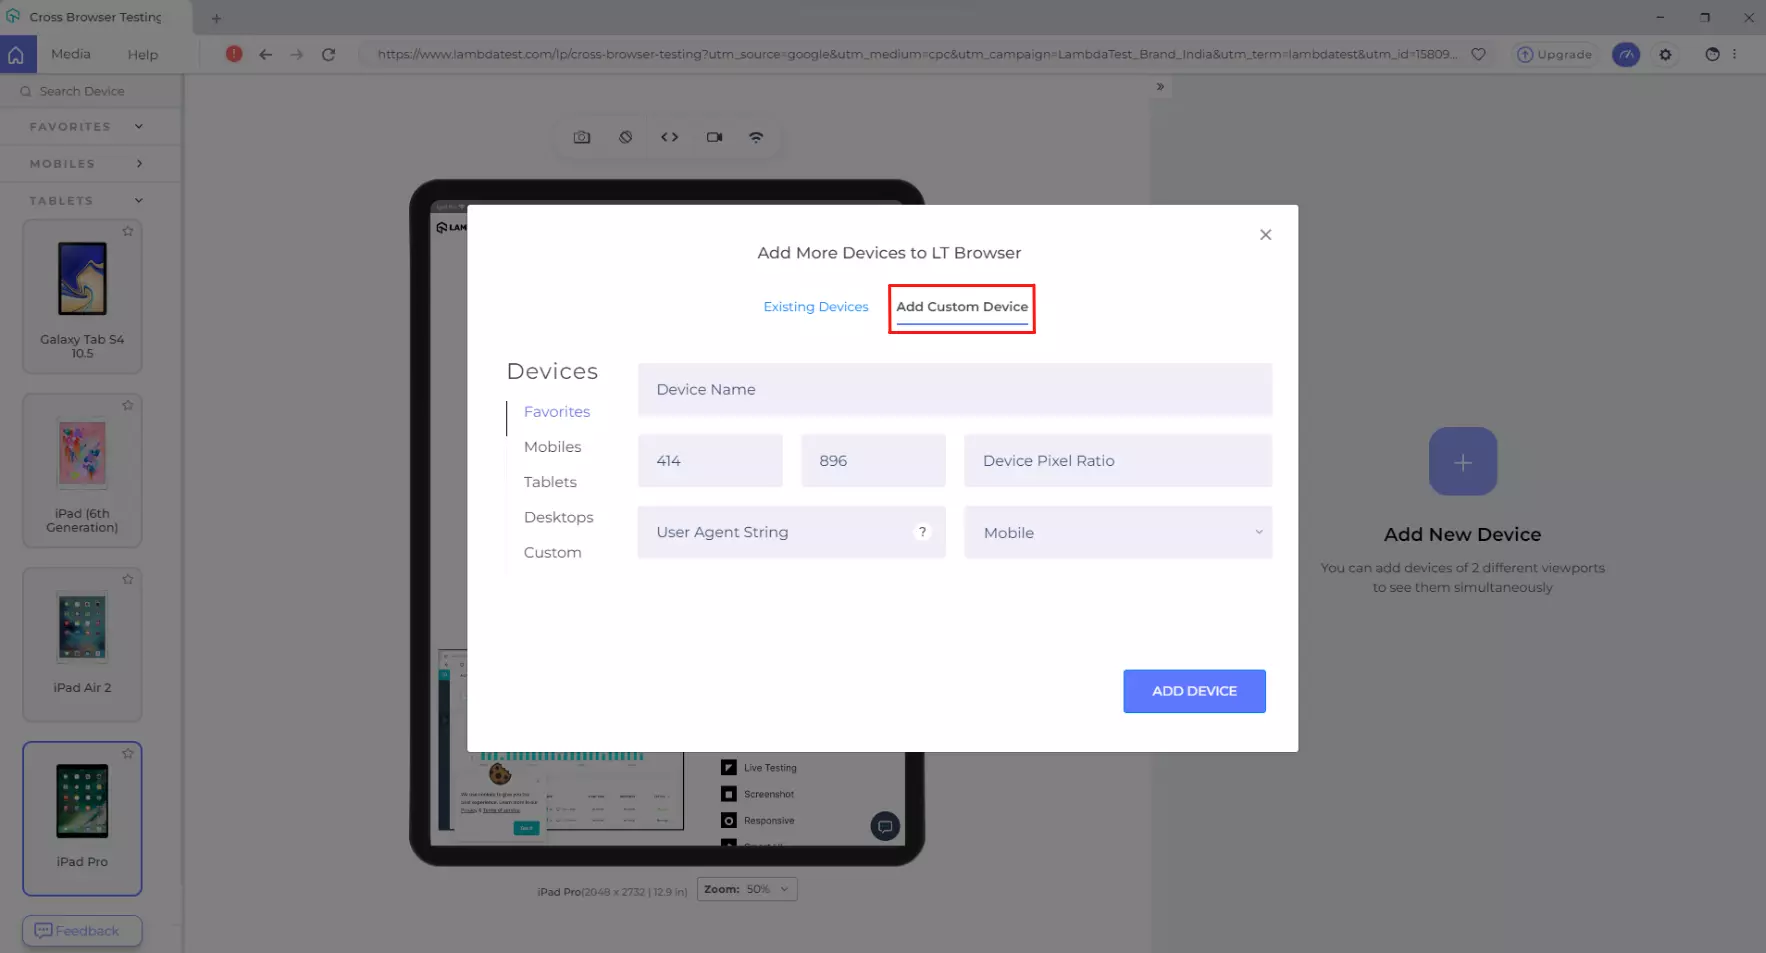 Cross Browser Testing
Media
Help
https://www.lambdatest.com/lp/cross-browser-testing?utm_source=google&utm_medium=cpc&utm_campaign=LambdaTest_Brand_India&utm_term=lambdatest&utm_id=15809...
Upgrade
Search Device
FAVORITES
MOBILES
TABLETS
Galaxy Tab S4
10.5
iPad (6th
Generation)
iPad Air 2
iPad Pro
Feedback
LAM
Add More Devices to LT Browser
Existing Devices
Add Custom Device
Devices
Favorites
Mobiles
Tablets
Desktops
Custom
Device Name
414
896
Device Pixel Ratio
User Agent String
?
Mobile
ADD DEVICE
Live Testing
Screenshot
Responsive
iPad Pro(2048 x 2732 | 12.9 in)
Zoom: 50%
Add New Device
You can add devices of 2 different viewports
to see them simultaneously